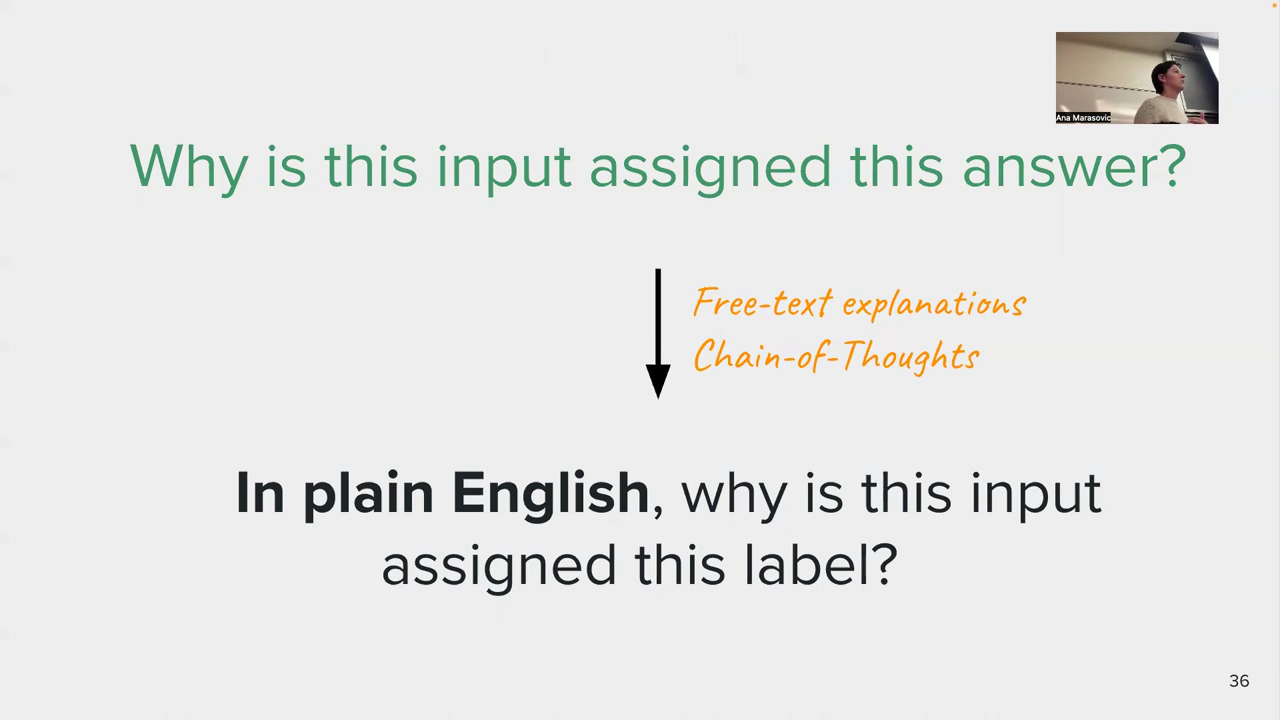 Ana Marasovic
Why is this input assigned this answer?
Free-text explanations
Chain-of-Thoughts
In plain English, why is this input
assigned this label?
36